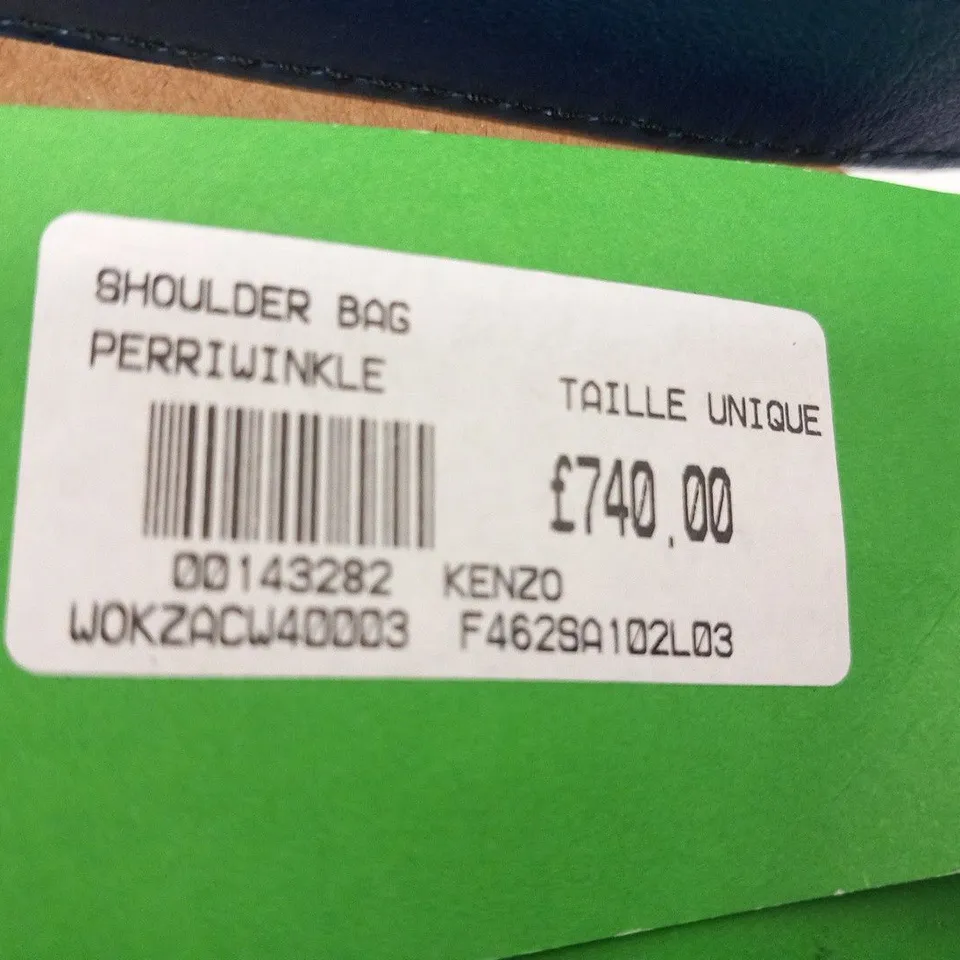 SHOULDER BAG
PERRIWINKLE
TAILLE UNIQUE
£740.00
00143282 KENZO
WOKZACW40003 F462SA102L03